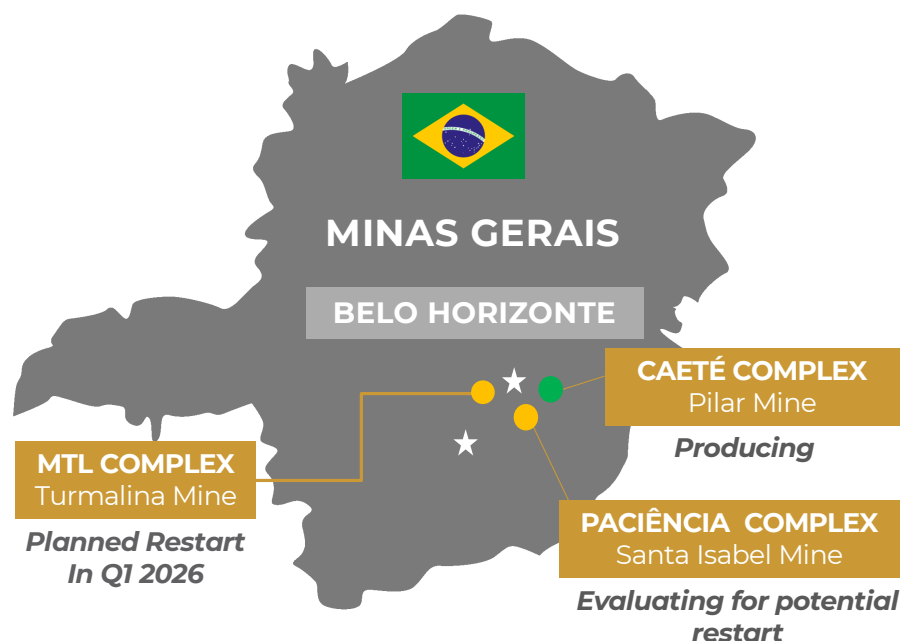 MINAS GERAIS
BELO HORIZONTE
CAETÉ COMPLEX
Pilar Mine
Producing
MTL COMPLEX
Turmalina Mine
Planned Restart
In Q1 2026
PACIÊNCIA COMPLEX
Santa Isabel Mine
Evaluating for potential
restart